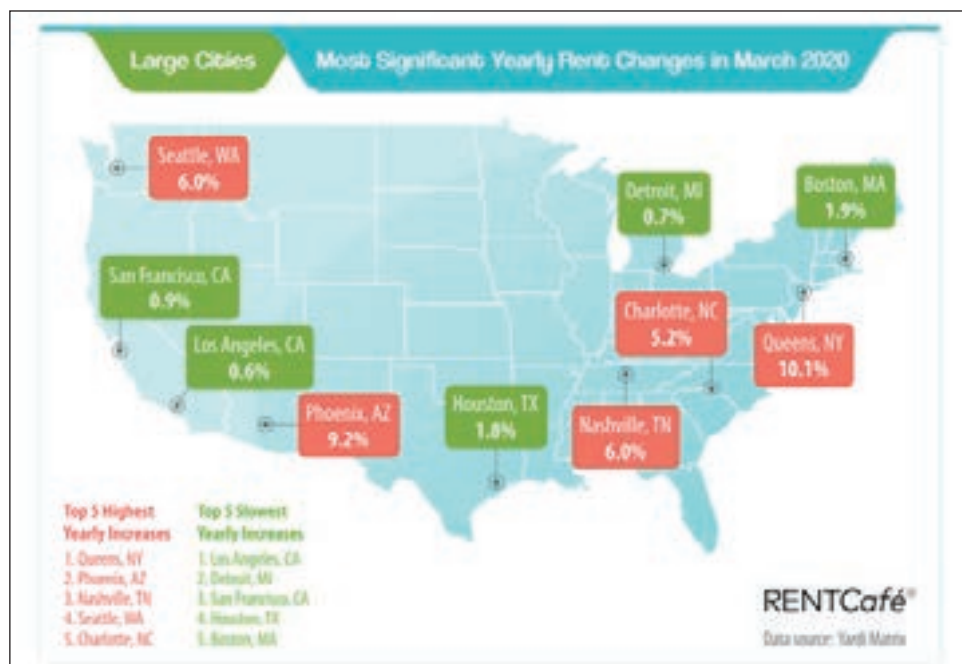 Large Cities
Most Significant Yearly Rent Changes in March 2020
Seattle, WA
6.0%
Detroit, MI
0.7%
Boston, MA
1.9%
San Francisco, CA
0.9%
Charlotte, NC
5.2%
Los Angeles, CA
0.6%
Queens, NY
10.1%
Phoenix, AZ
9.2%
Houston, TX
1.8%
Nashville, TN
6.0%
Top 5 Highest
Yearly Increases
1. Queens, NY
2. Phoenix, AZ
3. Nashville, TN
4. Seattle, WA
5. Charlotte, NC
Top 5 Slowest
Yearly Increases
1. Los Angeles, CA
2. Detroit, MI
3. San Francisco, CA
4. Houston, TX
5. Boston, MA
RENTCafé®
Data source: Yardi Matrix